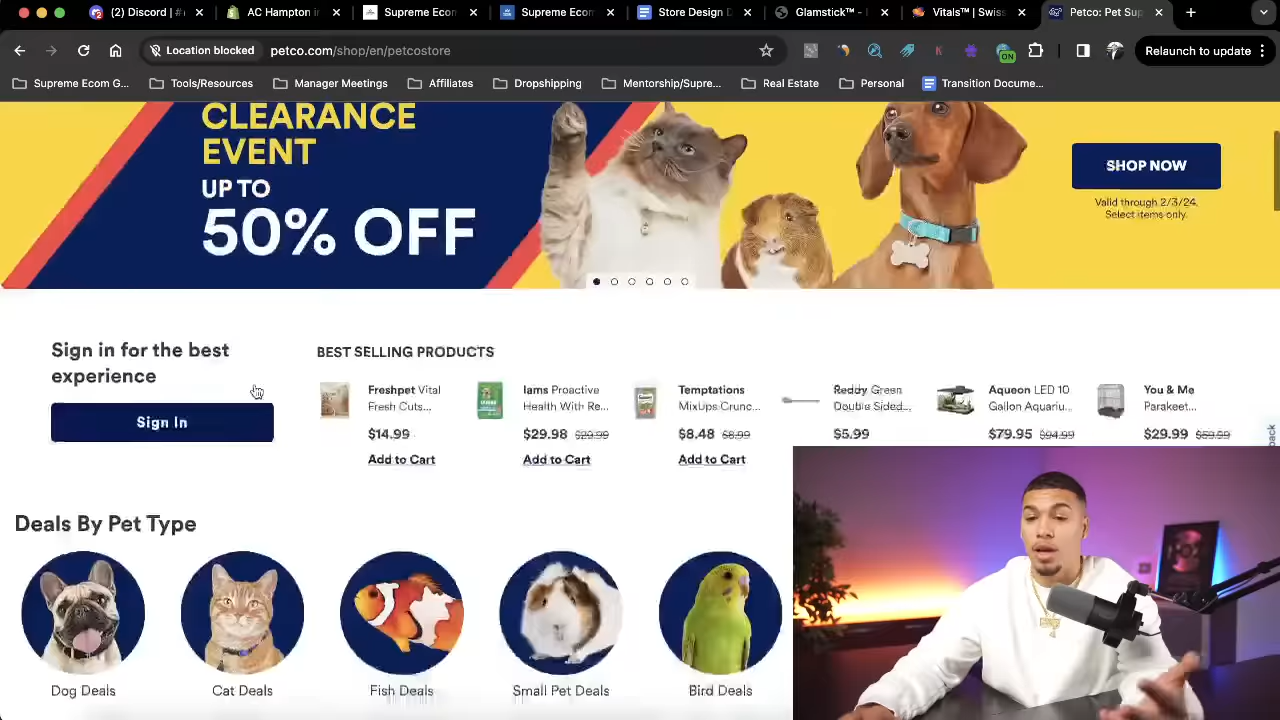 (2) Discord | #
AC Hampton
Supreme Econ
Supreme Econ
Store Design
Glamstick™ -
Vitals™ | Swiss
Petco: Pet Sup
Location blocked
petco.com/shop/en/petcostore
ON
K
Relaunch to update
Supreme Ecom G...
Tools/Resources
Manager Meetings
Affiliates
Dropshipping
Mentorship/Supre...
Real Estate
Personal
Transition Docume...
CLEARANCE
EVENT
UP TO
50% OFF
SHOP NOW
Valid through 2/3/24.
Select items only.
Sign in for the best
experience
Sign In
BEST SELLING PRODUCTS
Freshpet Vital
Fresh Cuts...
$14.99
Add to Cart
Iams Proactive
Health With Re...
$29.98 $29.99
Add to Cart
Temptations
MixUps Crunc...
$8.48 $8.99
Add to Cart
Reddy Green
Double Sided...
$5.99
Aqueon LED 10
Gallon Aquariu...
$79.95 $94.99
You & Me
Parakeet...
$29.99 $59.99
back
Deals By Pet Type
Dog Deals
Cat Deals
Fish Deals
Small Pet Deals
Bird Deals